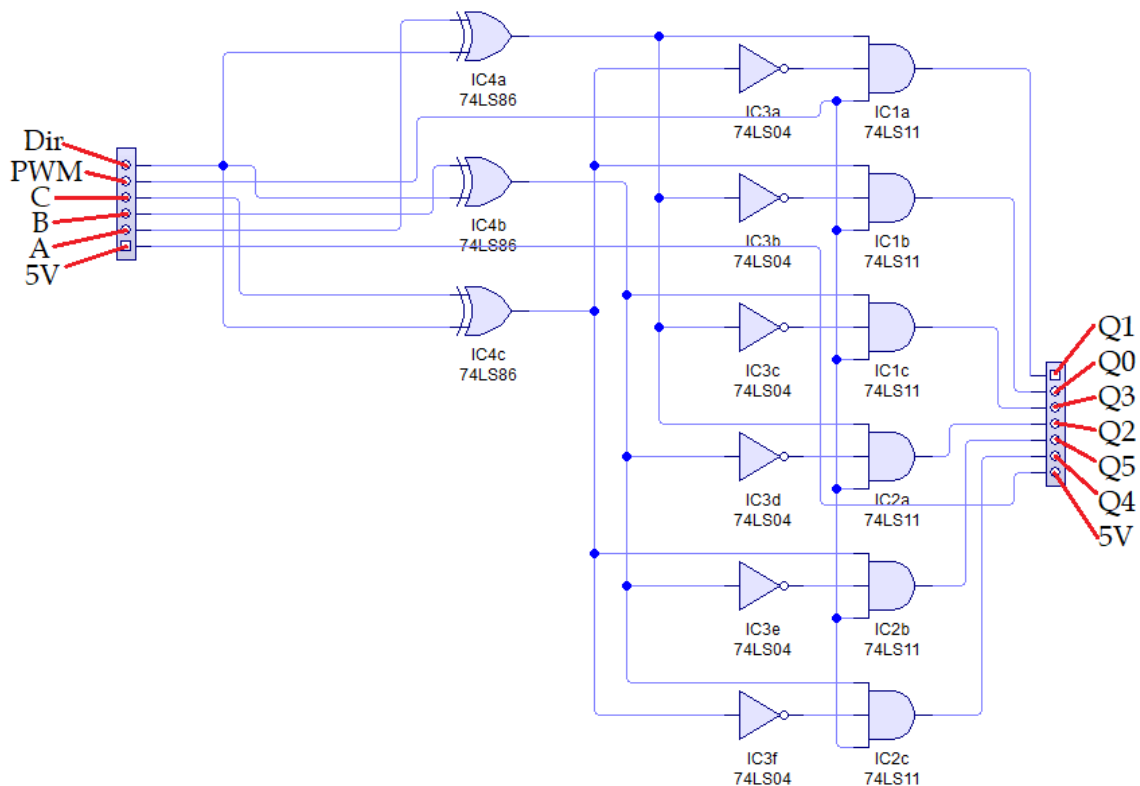 Dir
PWM
C
B
A
5V
IC4a
74LS86
IC4b
74LS86
IC4c
74LS86
IC3a
74LS04
IC1a
74LS11
IC3b
74LS04
IC1b
74LS11
IC3c
74LS04
IC1c
74LS11
IC3d
74LS04
IC2a
74LS11
IC3e
74LS04
IC2b
74LS11
IC3f
74LS04
IC2c
74LS11
Q1
Q0
Q3
Q2
Q5
Q4
5V